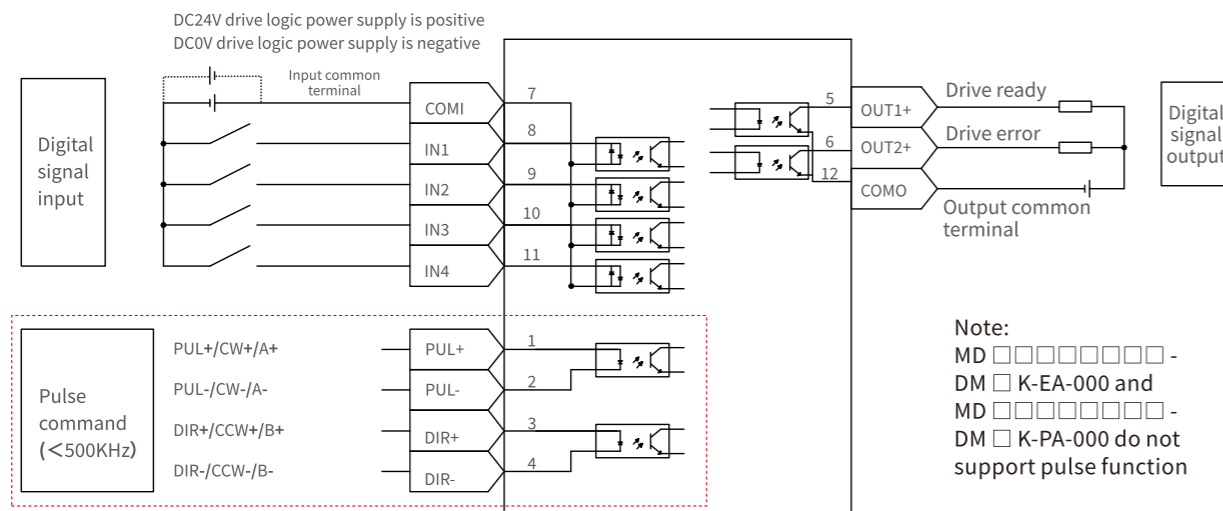 DC24V drive logic power supply is positive
DC0V drive logic power supply is negative
Digital
signal
input
Input common
terminal
COMI
IN1
IN2
IN3
IN4
7
8
9
10
11
5
6
12
OUT1+
OUT2+
COMO
Drive ready
Drive error
Output common
terminal
Digital
signal
output
Pulse
command
(＜500KHz)
PUL+/CW+/A+
PUL-/CW-/A-
DIR+/CCW+/B+
DIR-/CCW-/B-
PUL+
PUL-
DIR+
DIR-
1
2
3
4
Note:
MD □□□□□□□□ -
DM □ K-EA-000 and
MD □□□□□□□□ -
DM □ K-PA-000 do not
support pulse function